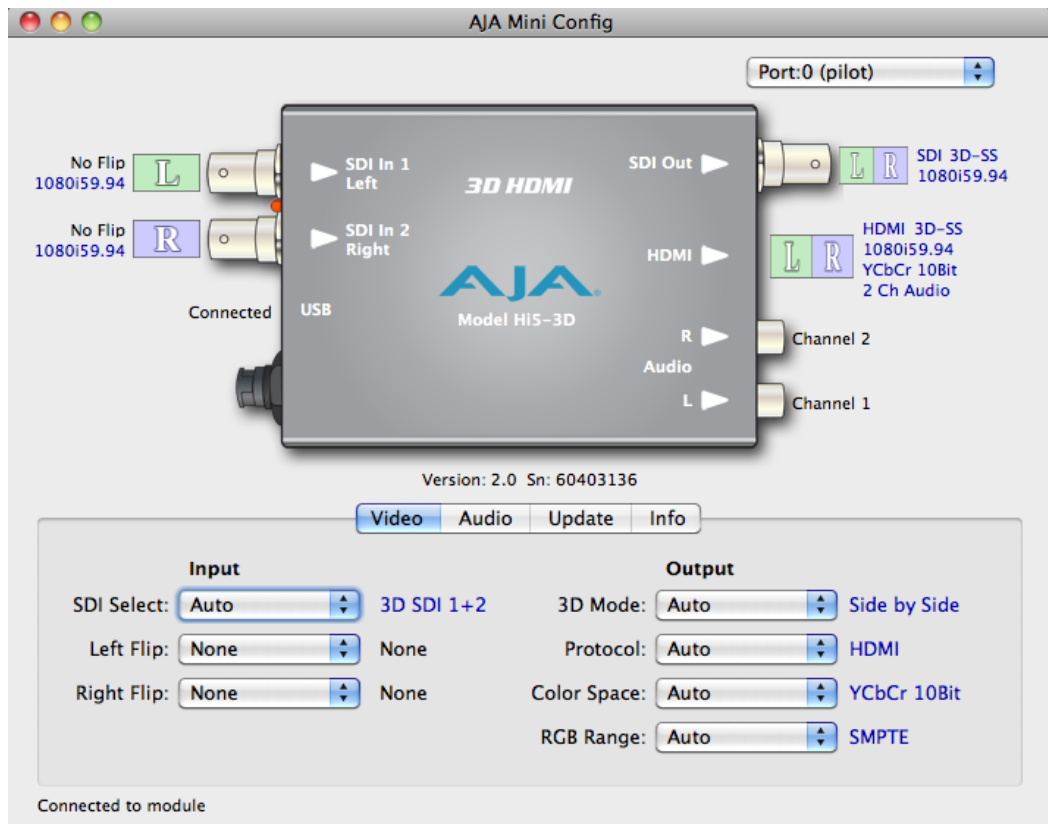 AJA Mini Config
Port:0 (pilot)
No Flip
1080i59.94
L
SDI In 1
Left
3D HDMI
SDI Out
L R
SDI 3D-SS
1080i59.94
No Flip
1080i59.94
R
SDI In 2
Right
HDMI
L R
HDMI 3D-SS
1080i59.94
YCbCr 10Bit
2 Ch Audio
AJA.
Connected
USB
Model Hi5-3D
R
Channel 2
Audio
L
Channel 1
Version: 2.0 Sn: 60403136
Video Audio Update Info
Input
Output
SDI Select: Auto 3D SDI 1+2
3D Mode: Auto Side by Side
Left Flip: None None
Protocol: Auto HDMI
Right Flip: None None
Color Space: Auto YCbCr 10Bit
RGB Range: Auto SMPTE
Connected to module